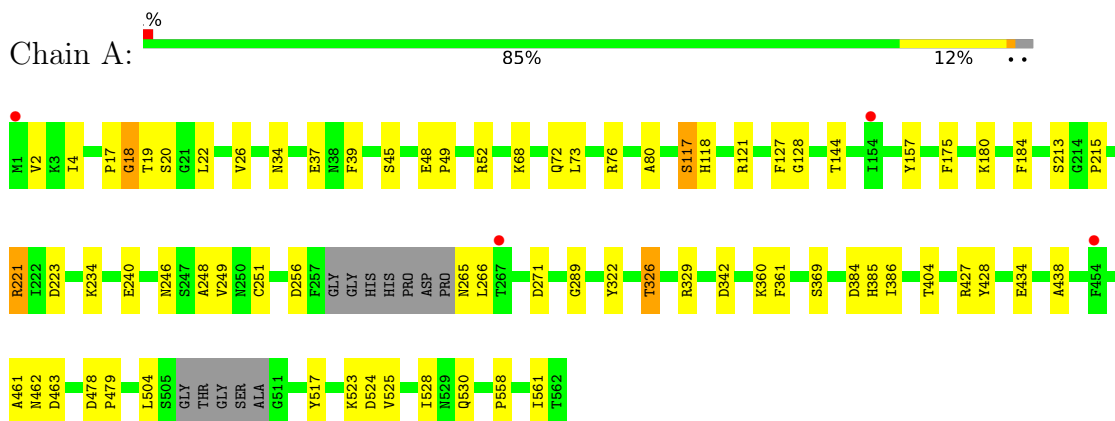 .%
Chain A:
85% 12% • •
M1 V2 K3 I4 P17 G18 T19 S20 G21 L22 V26 N34 E37 N38 F39 S45 E48 P49 R52 K68 Q72 L73 R76 A80 S117 H118 R121 F127 G128 T144 I154 Y157 F175 K180 F184 S213 G214 P215
R221 I222 D223 K234 E240 N246 S247 A248 V249 N250 C251 D256 F257 GLY GLY HIS HIS PRO ASP PRO N265 L266 T267 D271 G289 Y322 T326 R329 D342 K360 F361 S369 D384 H385 I386 T404 R427 Y428 E434 A438 F454
A461 N462 D463 D478 P479 L504 S505 GLY THR GLY SER ALA G511 Y517 K523 D524 V525 I528 N529 Q530 P558 I561 T562